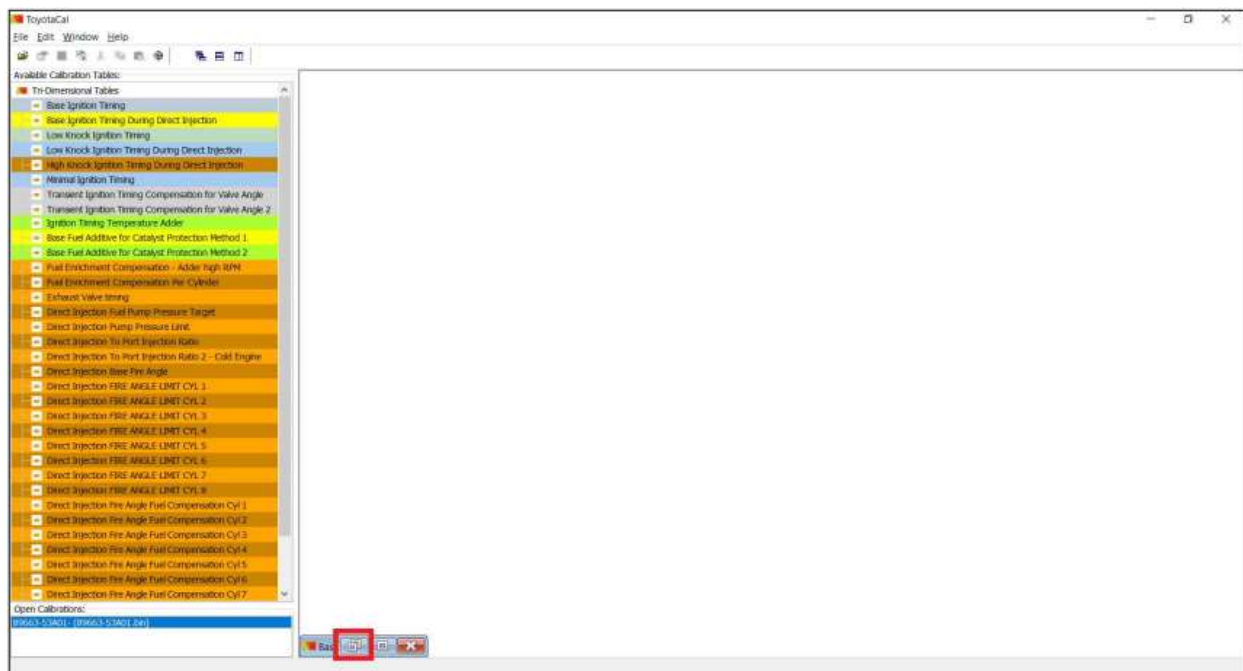 ToyotaCal
File Edit Window Help
Available Calibration Tables:
Tri-Dimensional Tables
Base Ignition Timing
Base Ignition Timing During Direct Injection
Low Knock Ignition Timing
Low Knock Ignition Timing During Direct Injection
High Knock Ignition Timing During Direct Injection
Minimal Ignition Timing
Transient Ignition Timing Compensation for Valve Angle
Transient Ignition Timing Compensation for Valve Angle 2
Ignition Timing Temperature Adder
Base Fuel Additive for Catalyst Protection Method 1
Base Fuel Additive for Catalyst Protection Method 2
Fuel Enrichment Compensation - Adder high RPM
Fuel Enrichment Compensation Per Cylinder
Exhaust Valve timing
Direct Injection Fuel Pump Pressure Target
Direct Injection Pump Pressure Limit
Direct Injection To Port Injection Ratio
Direct Injection To Port Injection Ratio 2 - Cold Engine
Direct Injection Base Fire Angle
Direct Injection FIRE ANGLE LIMIT CYL 1
Direct Injection FIRE ANGLE LIMIT CYL 2
Direct Injection FIRE ANGLE LIMIT CYL 3
Direct Injection FIRE ANGLE LIMIT CYL 4
Direct Injection FIRE ANGLE LIMIT CYL 5
Direct Injection FIRE ANGLE LIMIT CYL 6
Direct Injection FIRE ANGLE LIMIT CYL 7
Direct Injection FIRE ANGLE LIMIT CYL 8
Direct Injection Fire Angle Fuel Compensation Cyl 1
Direct Injection Fire Angle Fuel Compensation Cyl 2
Direct Injection Fire Angle Fuel Compensation Cyl 3
Direct Injection Fire Angle Fuel Compensation Cyl 4
Direct Injection Fire Angle Fuel Compensation Cyl 5
Direct Injection Fire Angle Fuel Compensation Cyl 6
Direct Injection Fire Angle Fuel Compensation Cyl 7
Open Calibrations:
89663-53A01- (89663-53A01.bin)
Bas